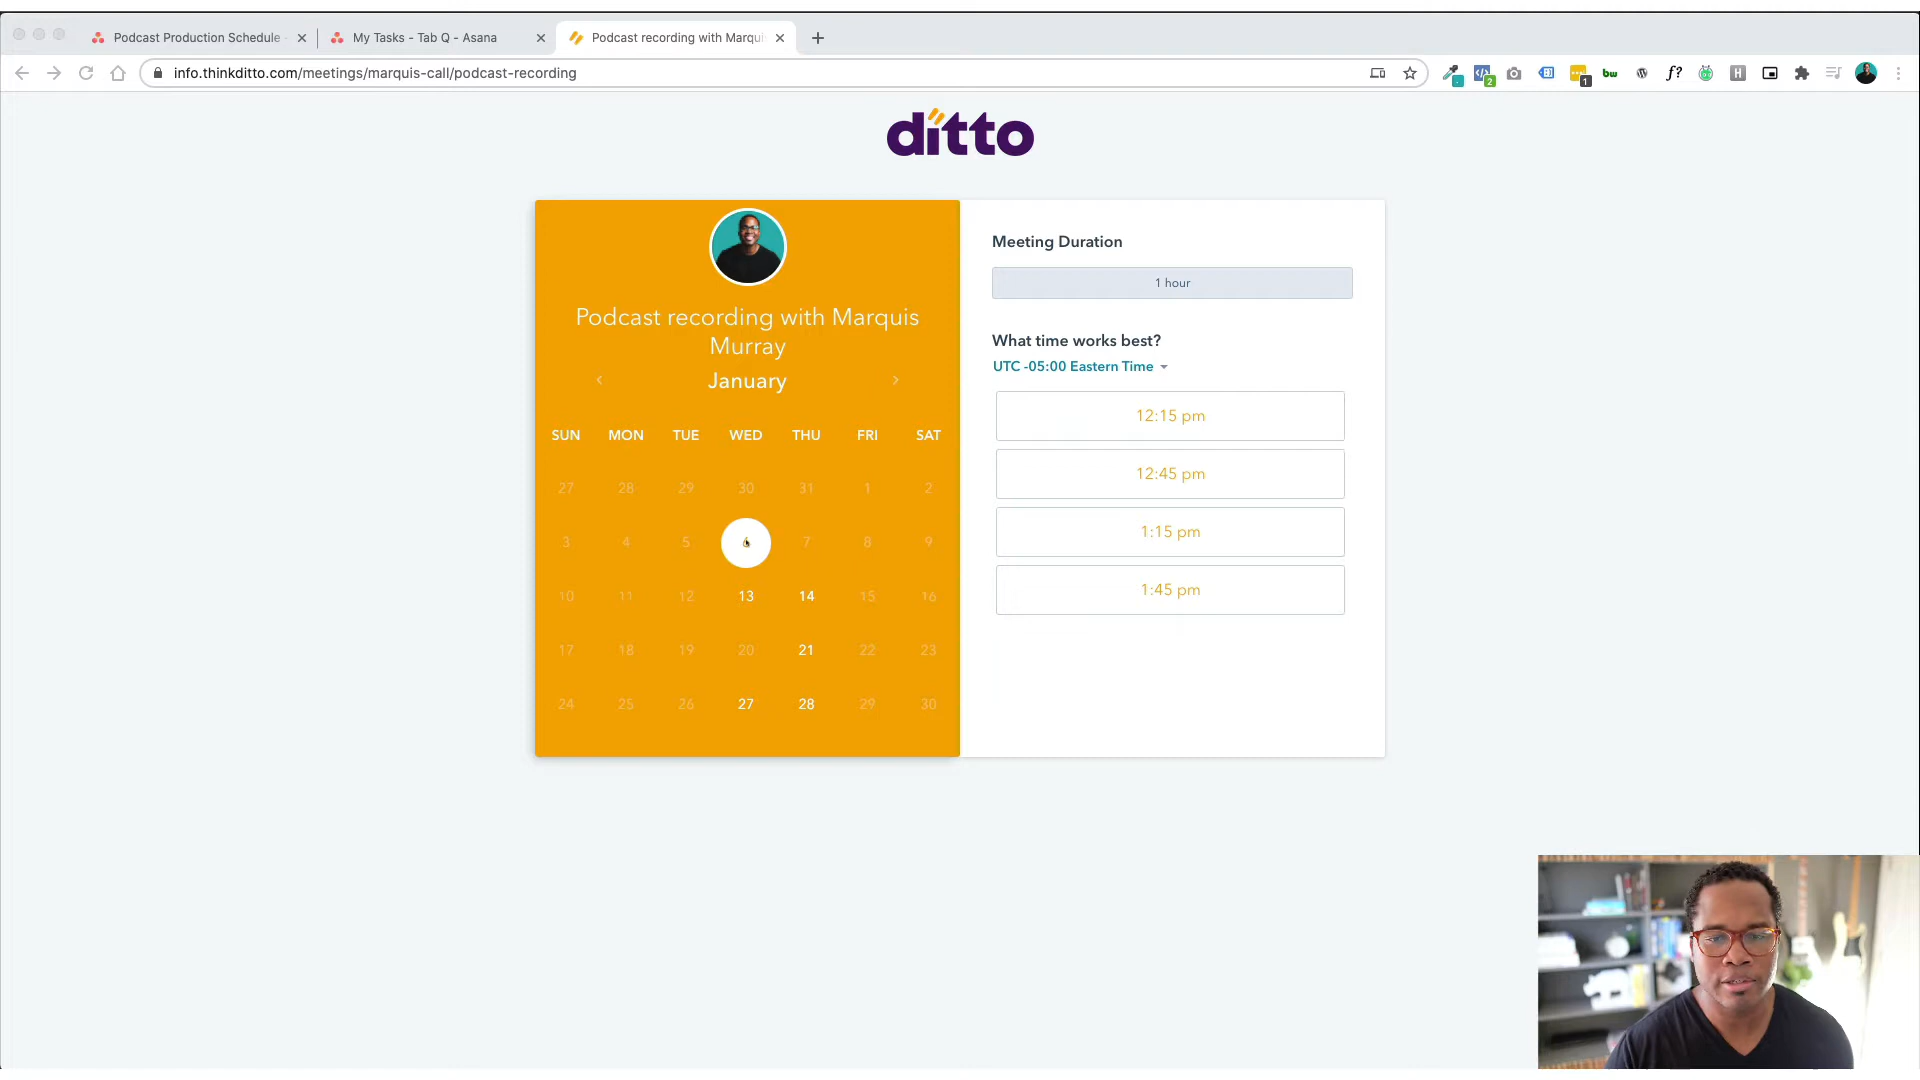 Podcast Production Schedule -
My Tasks - Tab Q - Asana
Podcast recording with Marqui
info.thinkditto.com/meetings/marquis-call/podcast-recording
2
1
bw
f?
H
ditto
Podcast recording with Marquis
Murray
January
SUN MON TUE WED THU FRI SAT
27 28 29 30 31 1 2
3 4 5 6 7 8 9
10 11 12 13 14 15 16
17 18 19 20 21 22 23
24 25 26 27 28 29 30
Meeting Duration
1 hour
What time works best?
UTC -05:00 Eastern Time
12:15 pm
12:45 pm
1:15 pm
1:45 pm